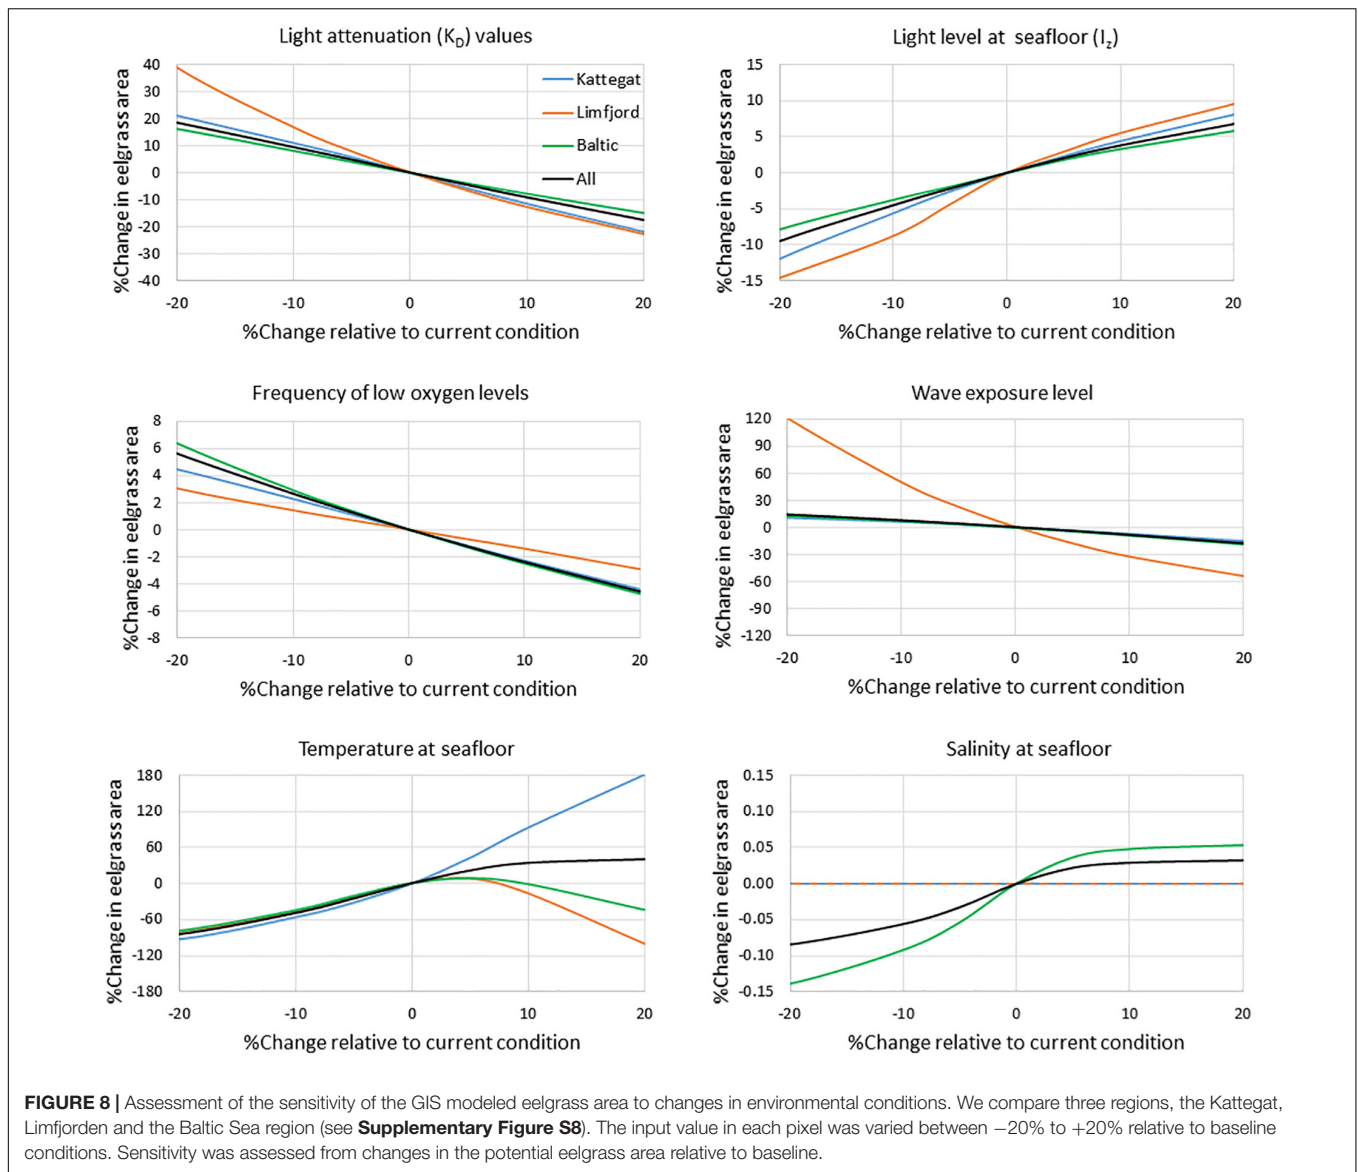 Light attenuation (KD) values
%Change in eelgrass area
40
30
20
10
0
-10
-20
-30
-40
Kattegat
Limfjord
Baltic
All
-20 -10 0 10 20
%Change relative to current condition
Light level at seafloor (Iz)
%Change in eelgrass area
15
10
5
0
-5
-10
-15
-20 -10 0 10 20
%Change relative to current condition
Frequency of low oxygen levels
%Change in eelgrass area
8
6
4
2
0
-2
-4
-6
-8
-20 -10 0 10 20
%Change relative to current condition
Wave exposure level
%Change in eelgrass area
120
90
60
30
0
-30
-60
-90
-120
-20 -10 0 10 20
%Change relative to current condition
Temperature at seafloor
%Change in eelgrass area
180
120
60
0
-60
-120
-180
-20 -10 0 10 20
%Change relative to current condition
Salinity at seafloor
%Change in eelgrass area
0.15
0.10
0.05
0.00
-0.05
-0.10
-0.15
-20 -10 0 10 20
%Change relative to current condition
FIGURE 8 | Assessment of the sensitivity of the GIS modeled eelgrass area to changes in environmental conditions. We compare three regions, the Kattegat,
Limfjorden and the Baltic Sea region (see Supplementary Figure S8). The input value in each pixel was varied between −20% to +20% relative to baseline
conditions. Sensitivity was assessed from changes in the potential eelgrass area relative to baseline.